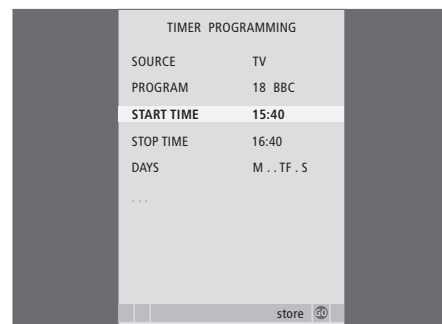 TIMER PROGRAMMING
SOURCE TV
PROGRAM 18 BBC
START TIME 15:40
STOP TIME 16:40
DAYS M . . TF . S
. . .
store GO